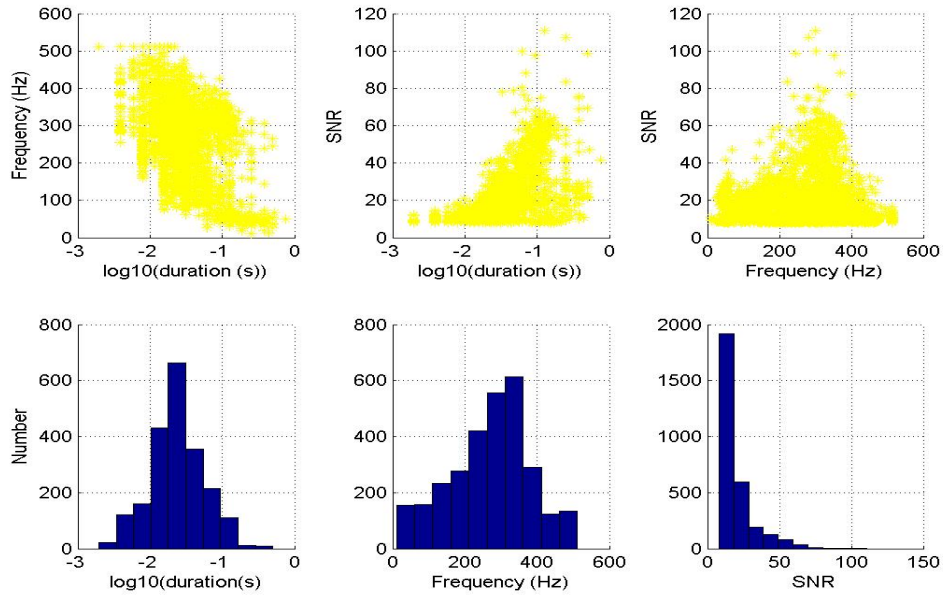 600
500
400
300
200
100
0
Frequency (Hz)
-3 -2 -1 0
log10(duration (s))
120
100
80
60
40
20
0
SNR
-3 -2 -1 0
log10(duration (s))
120
100
80
60
40
20
0
SNR
0 200 400 600
Frequency (Hz)
800
600
400
200
0
Number
-3 -2 -1 0
log10(duration(s
800
600
400
200
0
200 400 600
Frequency (Hz)
2000
1500
1000
500
0
0 50 100 150
SNR